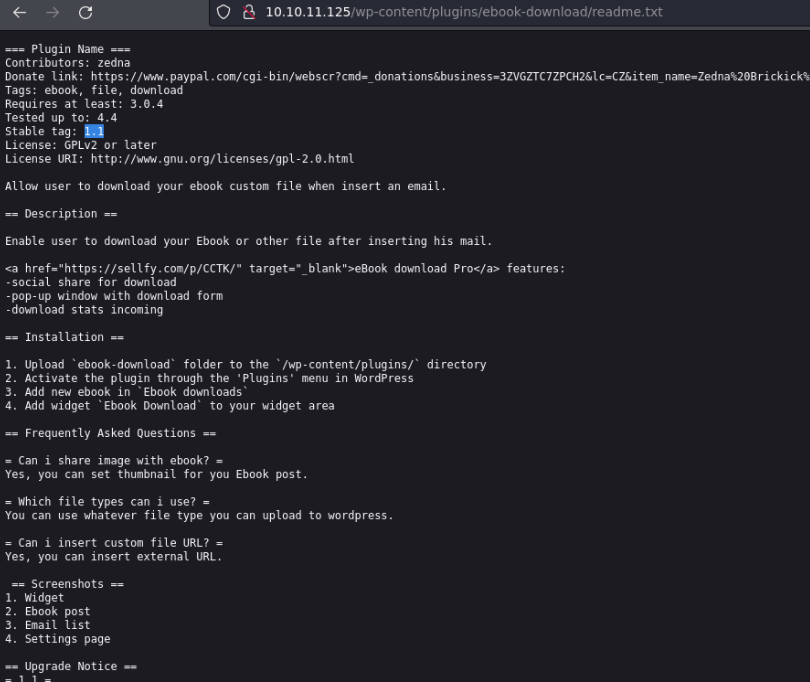 10.10.11.125/wp-content/plugins/ebook-download/readme.txt
=== Plugin Name ===
Contributors: zedna
Donate link: https://www.paypal.com/cgi-bin/webscr?cmd=_donations&business=3ZVGZTC7ZPCH2&lc=CZ&item_name=Zedna%20Brickick%
Tags: ebook, file, download
Requires at least: 3.0.4
Tested up to: 4.4
Stable tag: 1.1
License: GPLv2 or later
License URI: http://www.gnu.org/licenses/gpl-2.0.html
Allow user to download your ebook custom file when insert an email.
== Description ==
Enable user to download your Ebook or other file after inserting his mail.
<a href="https://sellfy.com/p/CCTK/" target="_blank">eBook download Pro</a> features:
-social share for download
-pop-up window with download form
-download stats incoming
== Installation ==
1. Upload `ebook-download` folder to the `/wp-content/plugins/` directory
2. Activate the plugin through the 'Plugins' menu in WordPress
3. Add new ebook in `Ebook downloads`
4. Add widget `Ebook Download` to your widget area
== Frequently Asked Questions ==
= Can i share image with ebook? =
Yes, you can set thumbnail for you Ebook post.
= Which file types can i use? =
You can use whatever file type you can upload to wordpress.
= Can i insert custom file URL? =
Yes, you can insert external URL.
== Screenshots ==
1. Widget
2. Ebook post
3. Email list
4. Settings page
== Upgrade Notice ==
= 1.1 =